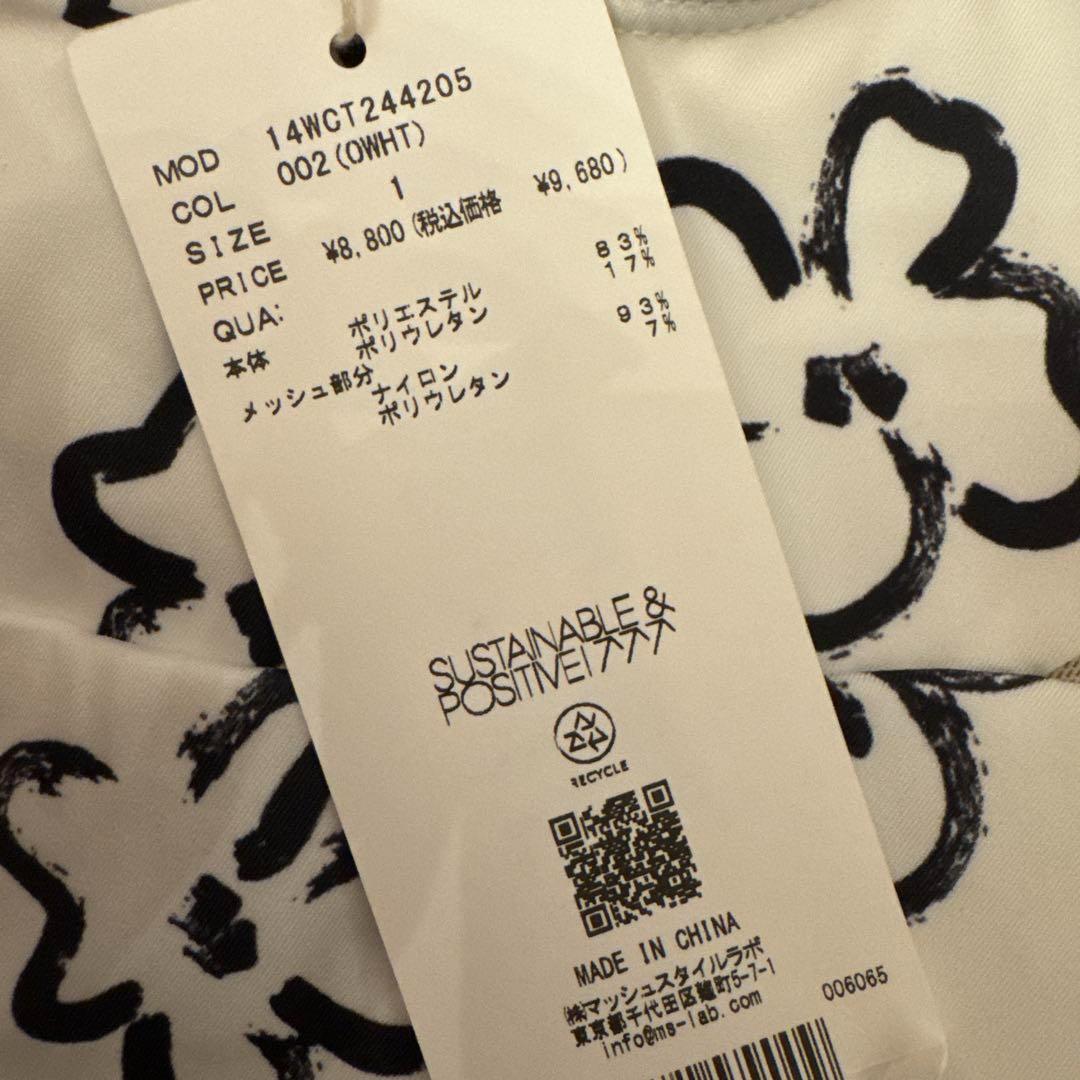 MOD 14WCT244205
COL 002(OWHT)
SIZE 1
PRICE ¥8,800(税込価格 ¥9,680)
QUA:
本体 ポリエステル 83%
ポリウレタン 17%
メッシュ部分 ナイロン 93%
ポリウレタン 7%
SUSTAINABLE &
POSITIVE!
RECYCLE
MADE IN CHINA
㈱マッシュスタイルラボ
東京都千代田区麹町5-7-1
info@ms-lab.com
006065